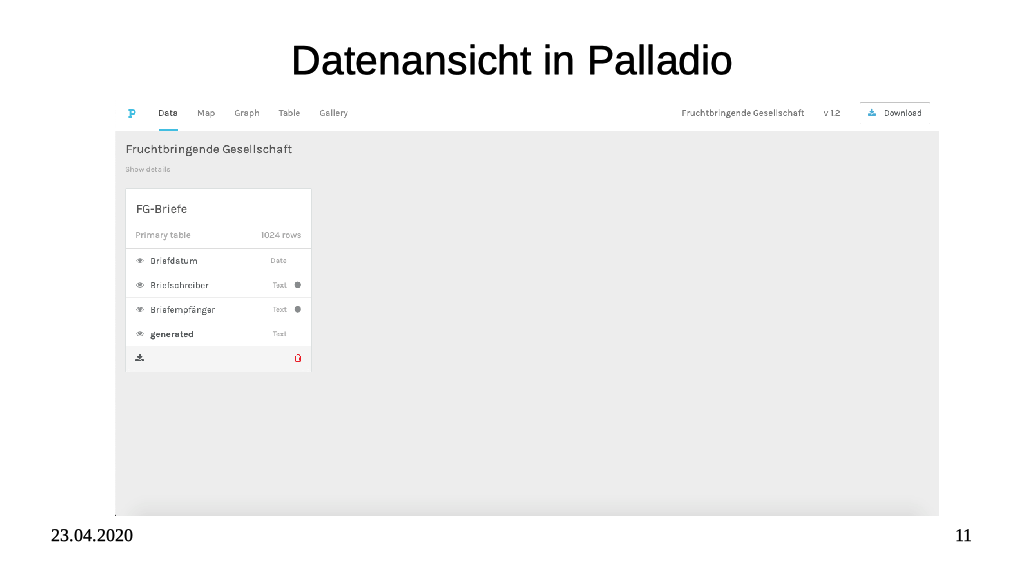 Datenansicht in Palladio
P Data Map Graph Table Gallery Fruchtbringende Gesellschaft v 1.2 Download
Fruchtbringende Gesellschaft
Show details
FG-Briefe
Primary table 1024 rows
Briefdatum Date
Briefschreiber Text
Briefempfänger Text
generated Text
23.04.2020 11